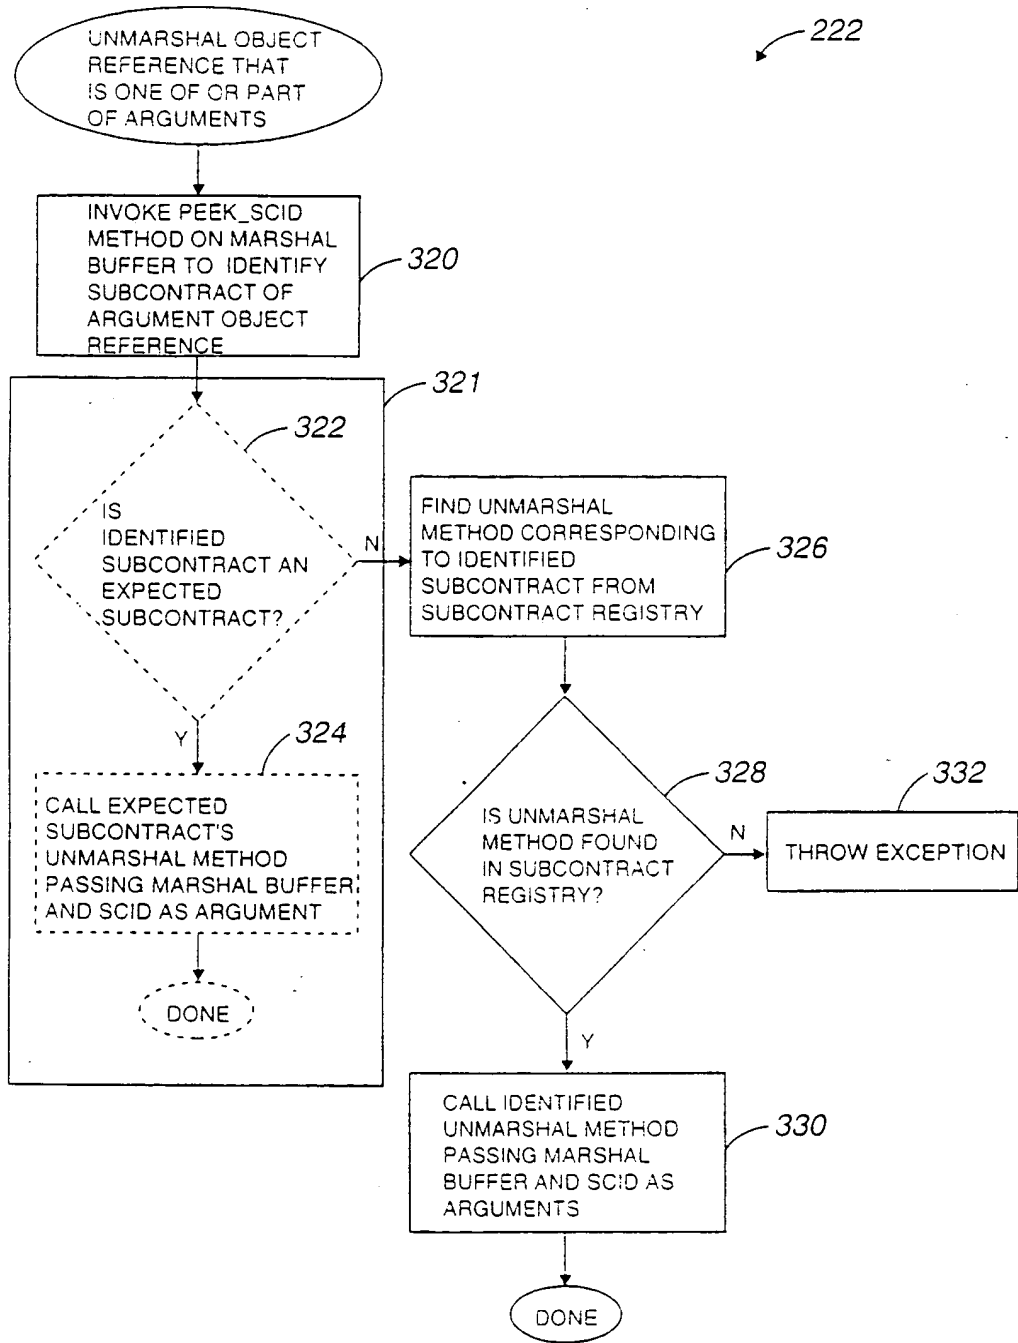 UNMARSHAL OBJECT
REFERENCE THAT
IS ONE OF OR PART
OF ARGUMENTS
222
INVOKE PEEK_SCID
METHOD ON MARSHAL
BUFFER TO IDENTIFY
SUBCONTRACT OF
ARGUMENT OBJECT
REFERENCE
320
321
322
IS
IDENTIFIED
SUBCONTRACT AN
EXPECTED
SUBCONTRACT?
N
Y
FIND UNMARSHAL
METHOD CORRESPONDING
TO IDENTIFIED
SUBCONTRACT FROM
SUBCONTRACT REGISTRY
326
324
CALL EXPECTED
SUBCONTRACT'S
UNMARSHAL METHOD
PASSING MARSHAL BUFFER
AND SCID AS ARGUMENT
DONE
328
IS UNMARSHAL
METHOD FOUND
IN SUBCONTRACT
REGISTRY?
N
Y
332
THROW EXCEPTION
CALL IDENTIFIED
UNMARSHAL METHOD
PASSING MARSHAL
BUFFER AND SCID AS
ARGUMENTS
330
DONE